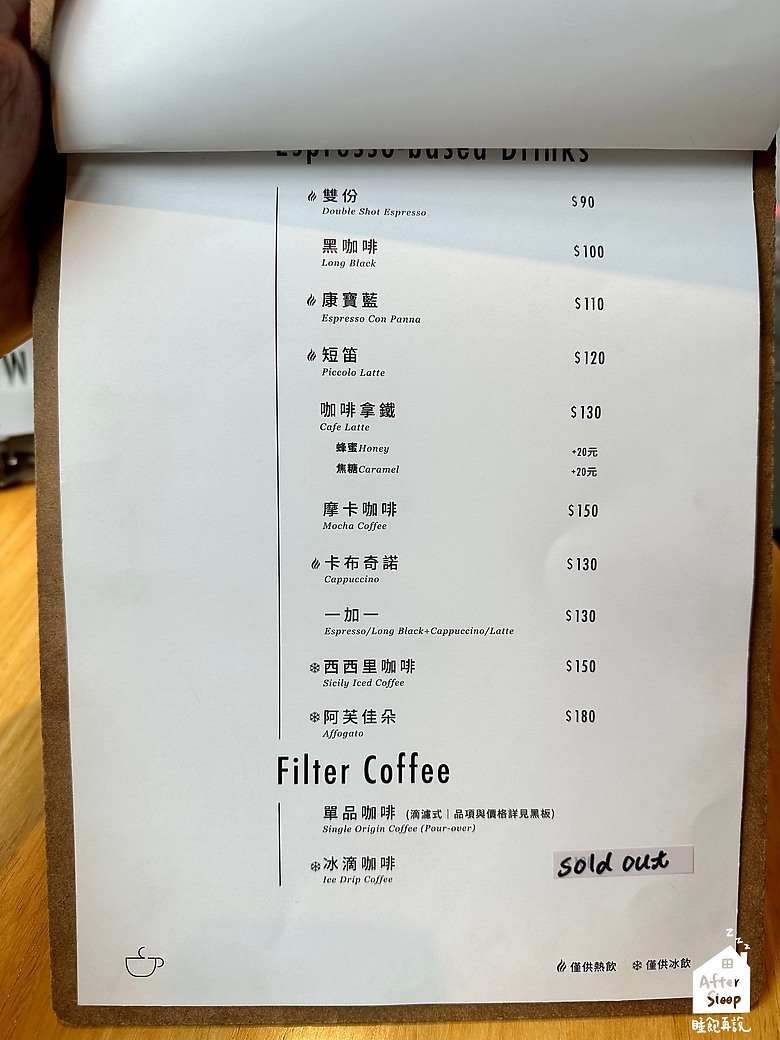 Espresso-based Drinks
雙份 $90
Double Shot Espresso
黑咖啡 $100
Long Black
康寶藍 $110
Espresso Con Panna
短笛 $120
Piccolo Latte
咖啡拿鐵 $130
Cafe Latte
蜂蜜Honey +20元
焦糖Caramel +20元
摩卡咖啡 $150
Mocha Coffee
卡布奇諾 $130
Cappuccino
一加一 $130
Espresso/Long Black+Cappuccino/Latte
西西里咖啡 $150
Sicily Iced Coffee
阿芙佳朵 $180
Affogato
Filter Coffee
單品咖啡 (滴濾式｜品項與價格詳見黑板)
Single Origin Coffee (Pour-over)
冰滴咖啡 sold out
Ice Drip Coffee
僅供熱飲 僅供冰飲
W
z z z
After
Sleep
睡飽再說